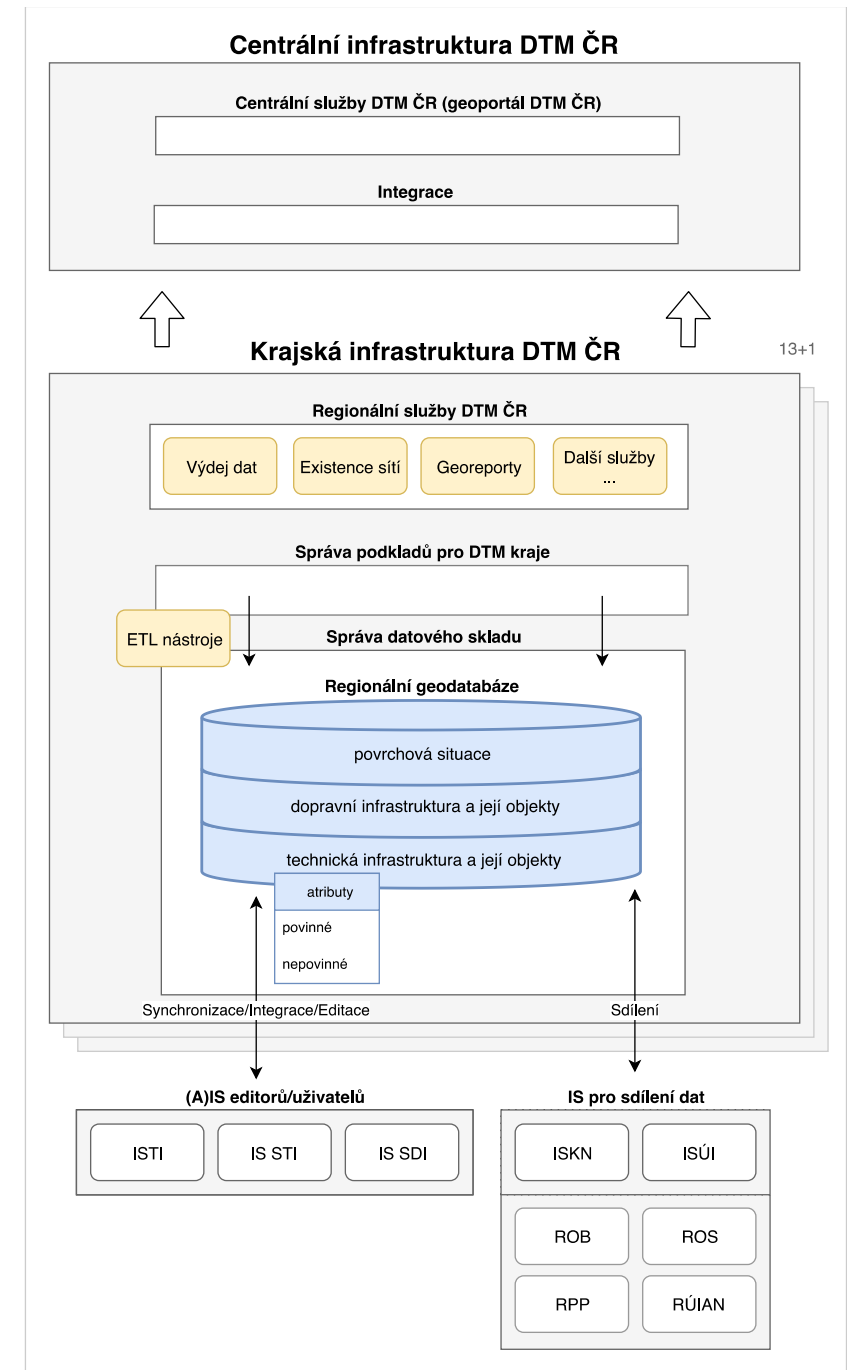 Centrální infrastruktura DTM ČR
Centrální služby DTM ČR (geoportál DTM ČR)
Integrace
Krajská infrastruktura DTM ČR
13+1
Regionální služby DTM ČR
Výdej dat
Existence sítí
Georeporty
Další služby
...
Správa podkladů pro DTM kraje
ETL nástroje
Správa datového skladu
Regionální geodatabáze
povrchová situace
dopravní infrastruktura a její objekty
technická infrastruktura a její objekty
atributy
povinné
nepovinné
Synchronizace/Integrace/Editace
Sdílení
(A)IS editorů/uživatelů
ISTI
IS STI
IS SDI
IS pro sdílení dat
ISKN
ISÚI
ROB
ROS
RPP
RÚIAN